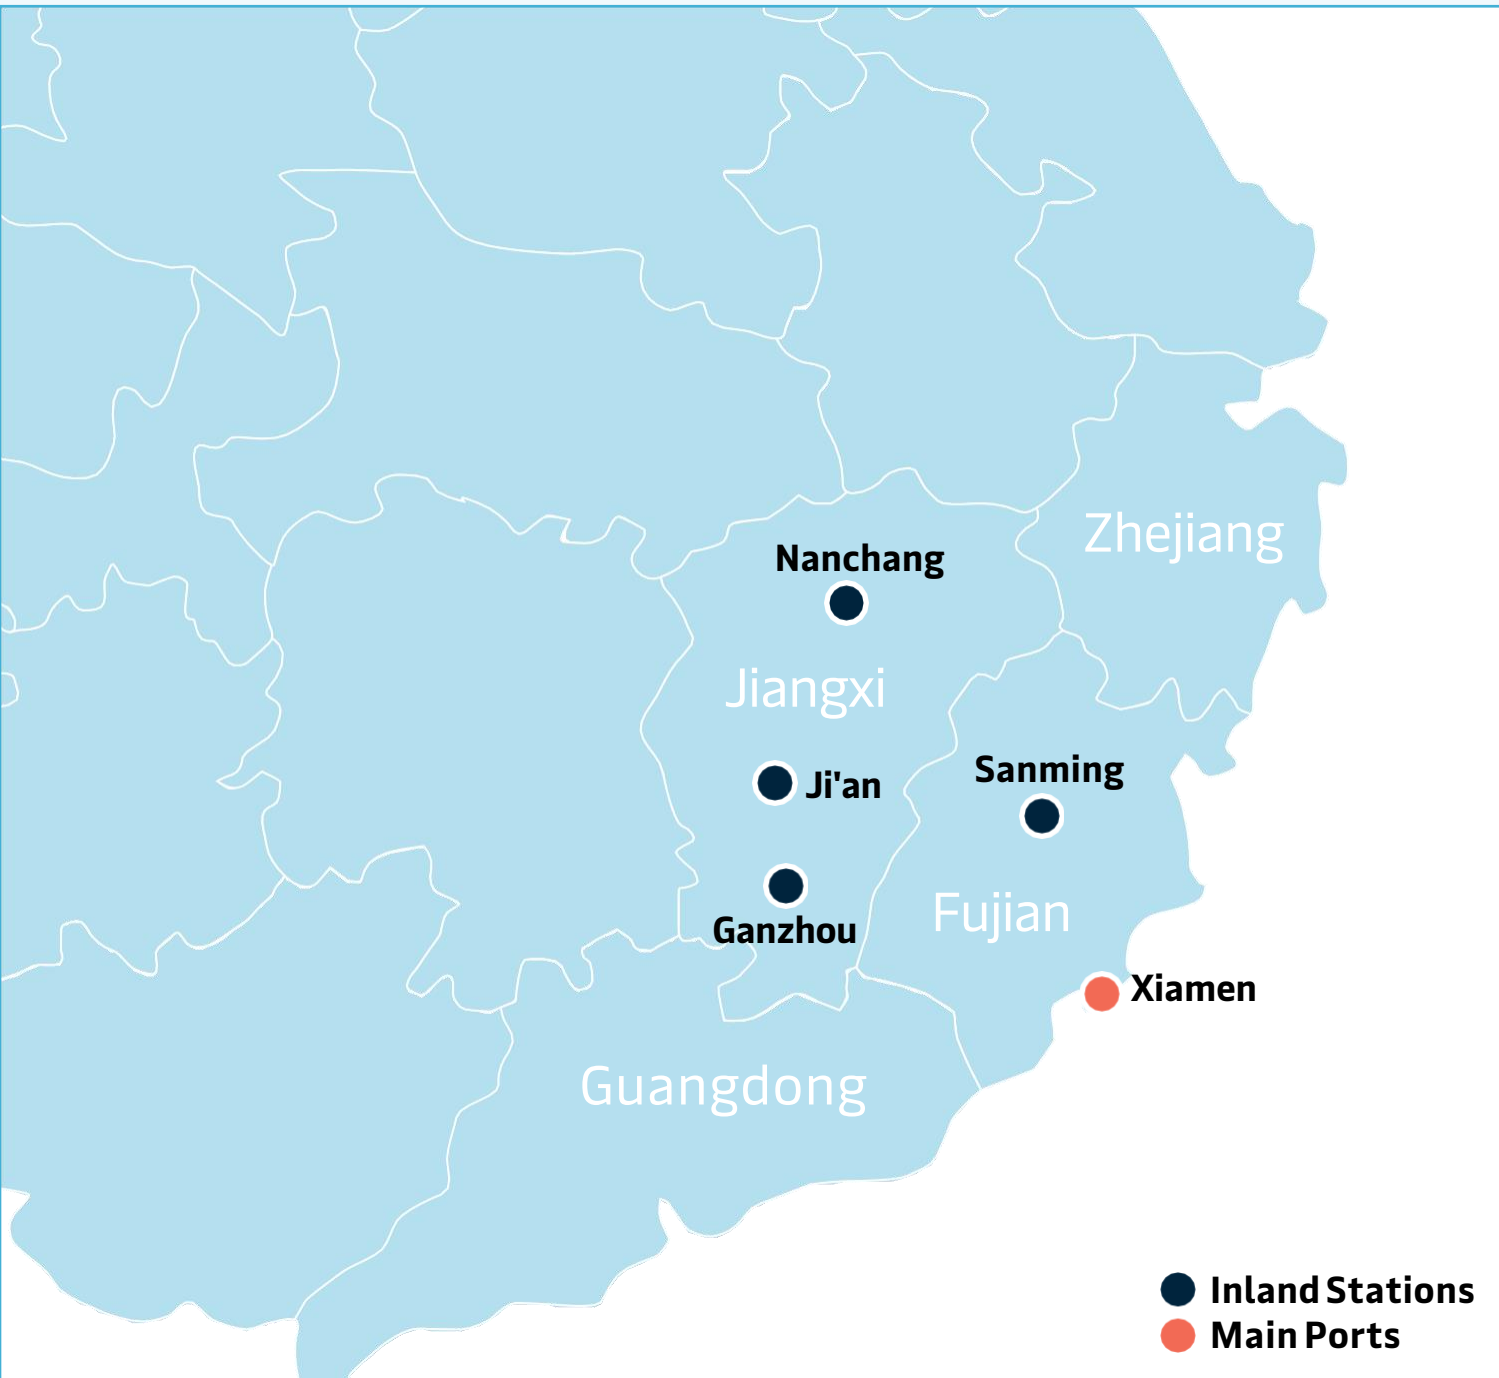 Zhejiang
Nanchang
Jiangxi
Sanming
Ji'an
Fujian
Ganzhou
Xiamen
Guangdong
Inland Stations
Main Ports